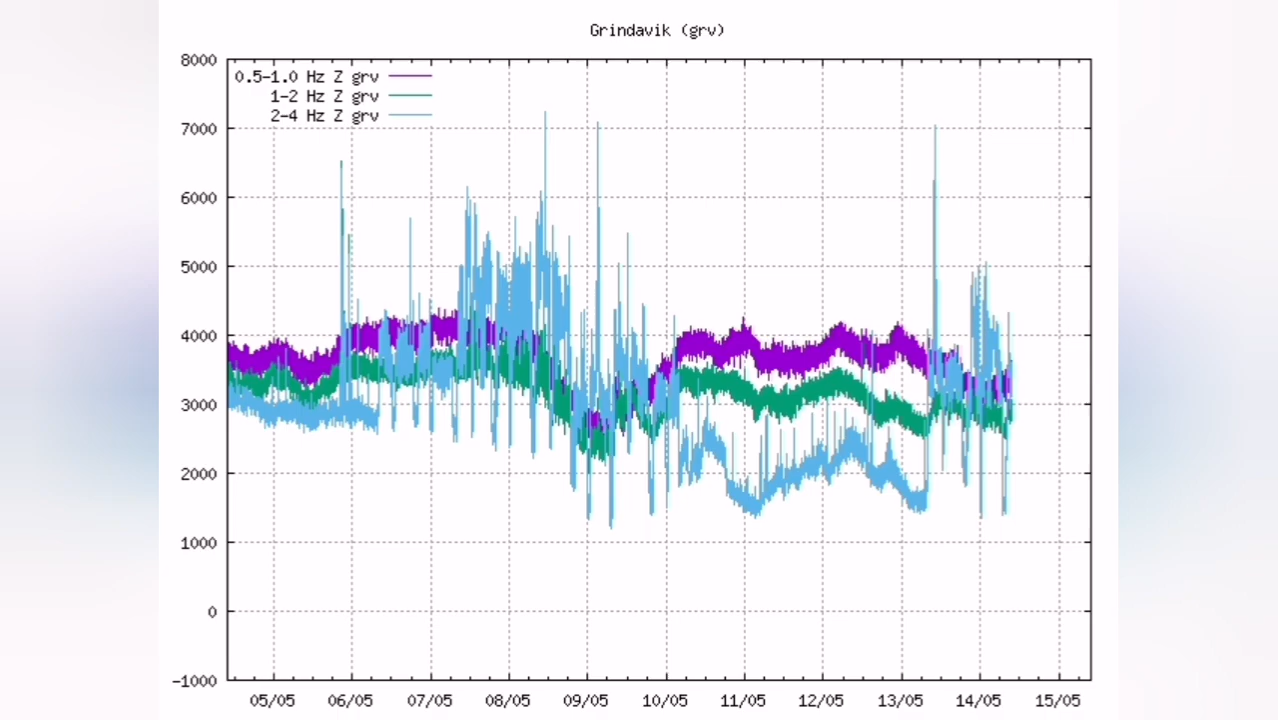 Grindavik (grv)
8000
0.5-1.0 Hz Z grv
1-2 Hz Z grv
2-4 Hz Z grv
7000
6000
5000
4000
3000
2000
1000
0
-1000
05/05 06/05 07/05 08/05 09/05 10/05 11/05 12/05 13/05 14/05 15/05